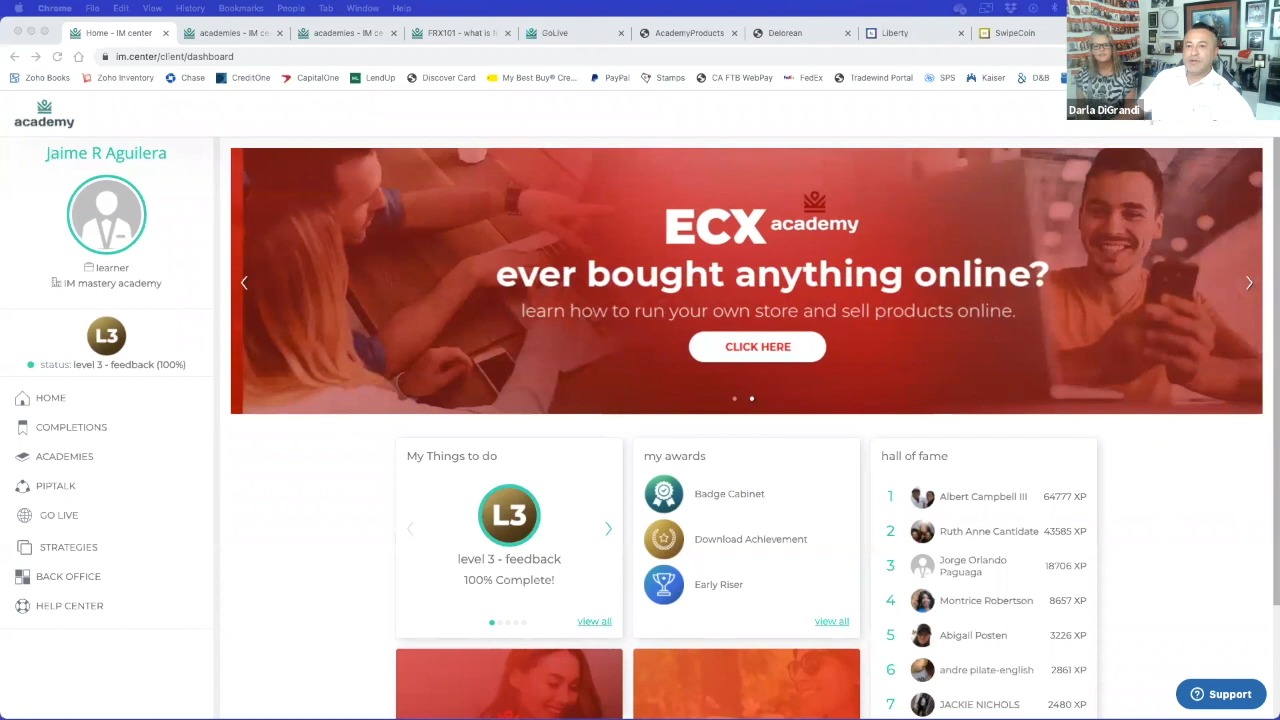 Chrome File Edit View History Bookmarks People Tab Window Help
Home - IM center
academies - IM ce
academies - IM
- what is
GoLive
AcademyProducts
Delorean
Liberty
SwipeCoin
im.center/client/dashboard
Zoho Books
Zoho Inventory
Chase
CreditOne
CapitalOne
LendUp
Discover Card
My Best Buy® Cre...
PayPal
Stamps
CA FTB WebPay
FedEx
Tradewind Portal
SPS
Kaiser
D&B
Darla DiGrandi
academy
Jaime R Aguilera
learner
IM mastery academy
L3
status: level 3 - feedback (100%)
HOME
COMPLETIONS
ACADEMIES
PIPTALK
GO LIVE
STRATEGIES
BACK OFFICE
HELP CENTER
ECX academy
ever bought anything online?
learn how to run your own store and sell products online.
CLICK HERE
My Things to do
L3
level 3 - feedback
100% Complete!
view all
my awards
Badge Cabinet
Download Achievement
Early Riser
view all
hall of fame
1 Albert Campbell III 64777 XP
2 Ruth Anne Cantidate 43585 XP
3 Jorge Orlando Paguaga 18706 XP
4 Montrice Robertson 8657 XP
5 Abigail Posten 3226 XP
6 andre pilate-english 2861 XP
7 JACKIE NICHOLS 2480 XP
Support